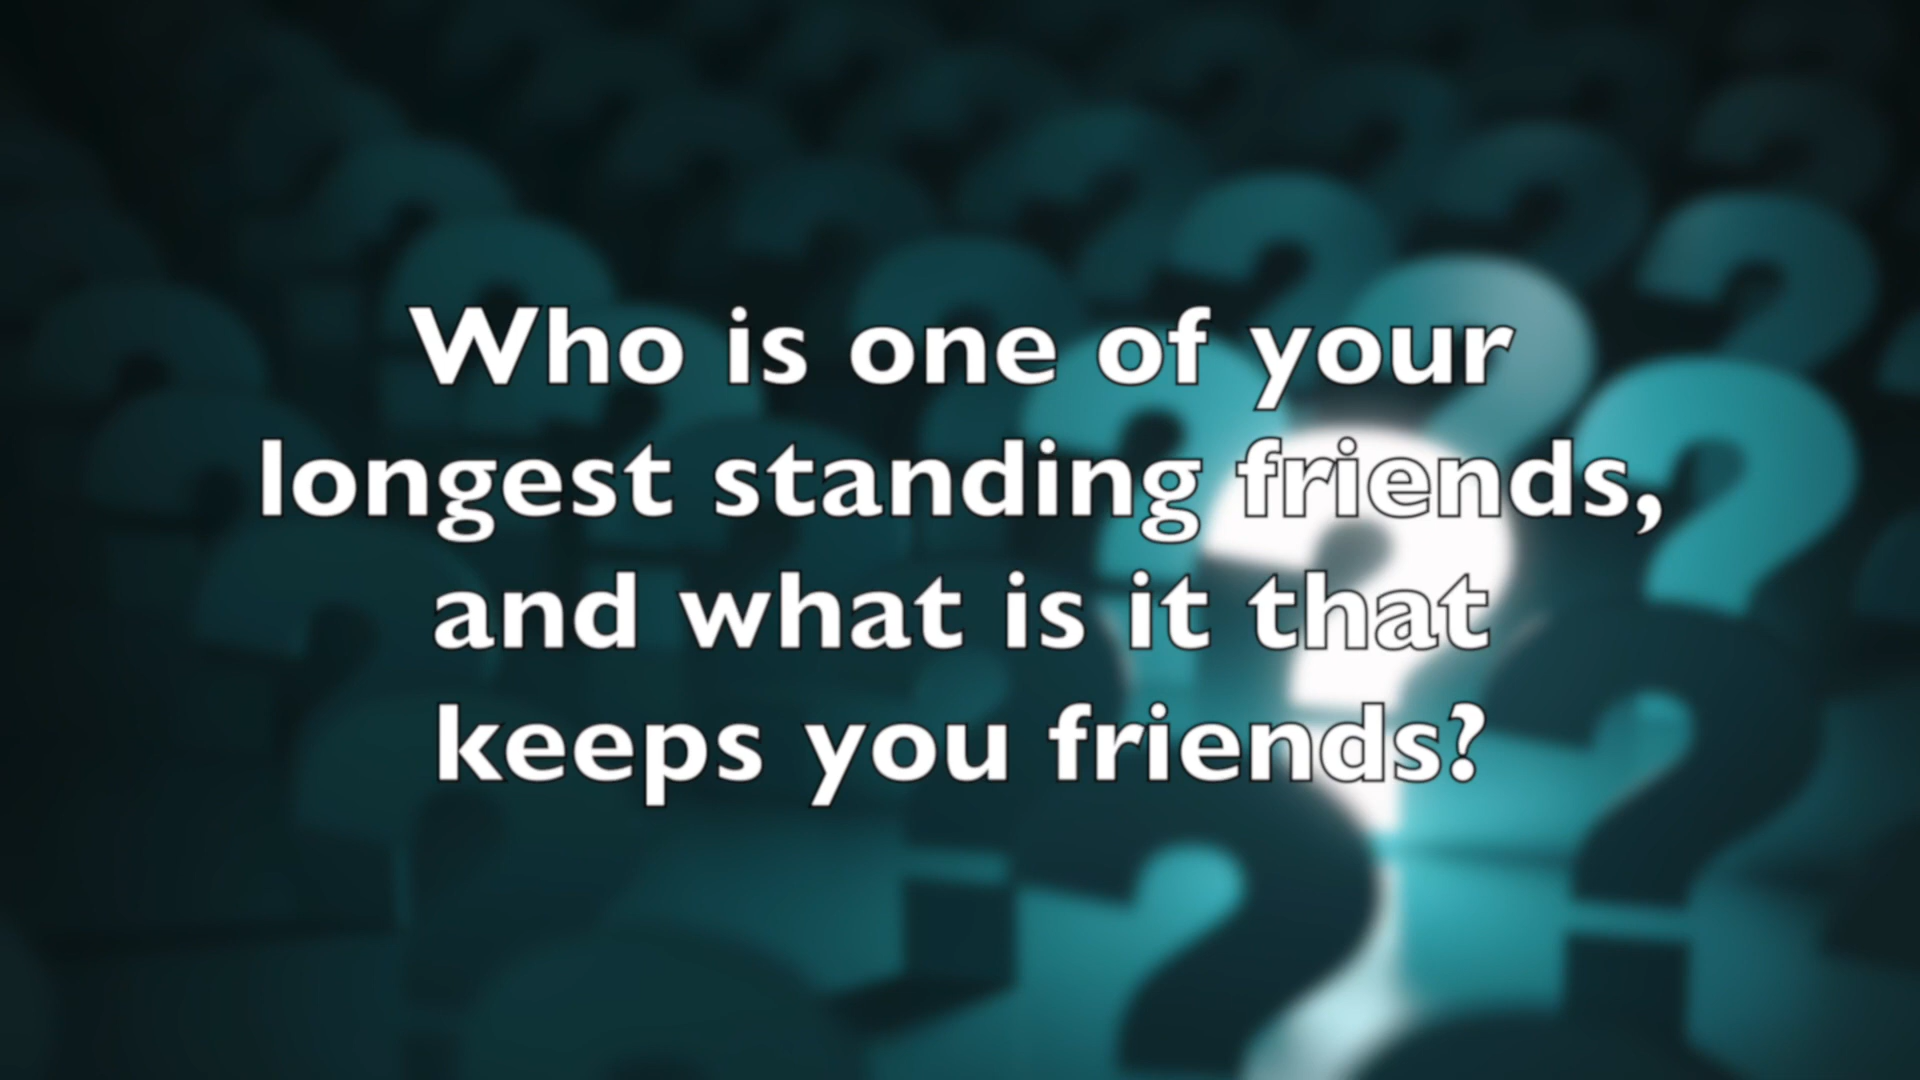 Who is one of your
longest standing friends,
and what is it that
keeps you friends?